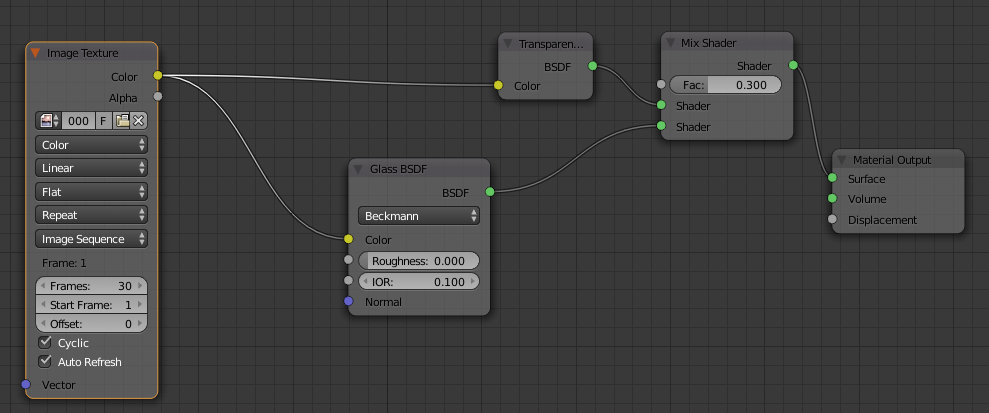 Image Texture
Color
Alpha
000 F
Color
Linear
Flat
Repeat
Image Sequence
Frame: 1
Frames: 30
Start Frame: 1
Offset: 0
Cyclic
Auto Refresh
Vector
Transparen...
BSDF
Color
Glass BSDF
BSDF
Beckmann
Color
Roughness: 0.000
IOR: 0.100
Normal
Mix Shader
Shader
Fac: 0.300
Shader
Shader
Material Output
Surface
Volume
Displacement